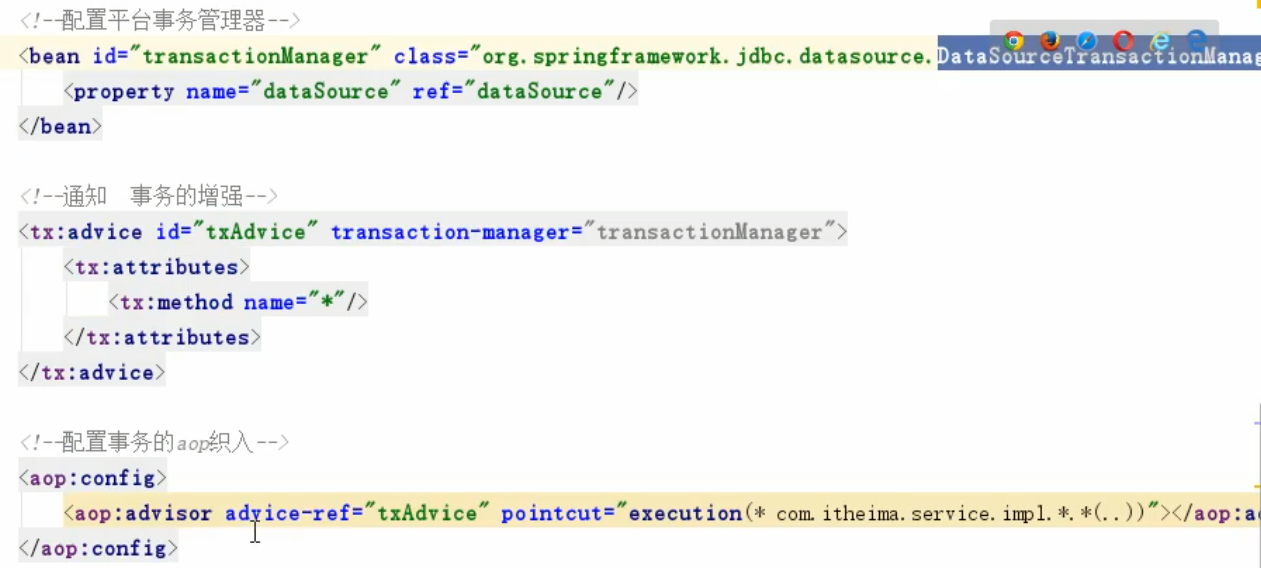 <!--配置平台事务管理器-->
<bean id="transactionManager" class="org.springframework.jdbc.datasource.DataSourceTransactionManag
<property name="dataSource" ref="dataSource"/>
</bean>
<!--通知 事务的增强-->
<tx:advice id="txAdvice" transaction-manager="transactionManager">
<tx:attributes>
<tx:method name="*"/>
</tx:attributes>
</tx:advice>
<!--配置事务的aop织入-->
<aop:config>
<aop:advisor advice-ref="txAdvice" pointcut="execution(* com.itheima.service.impl.*.*(..))"></aop:a
</aop:config>